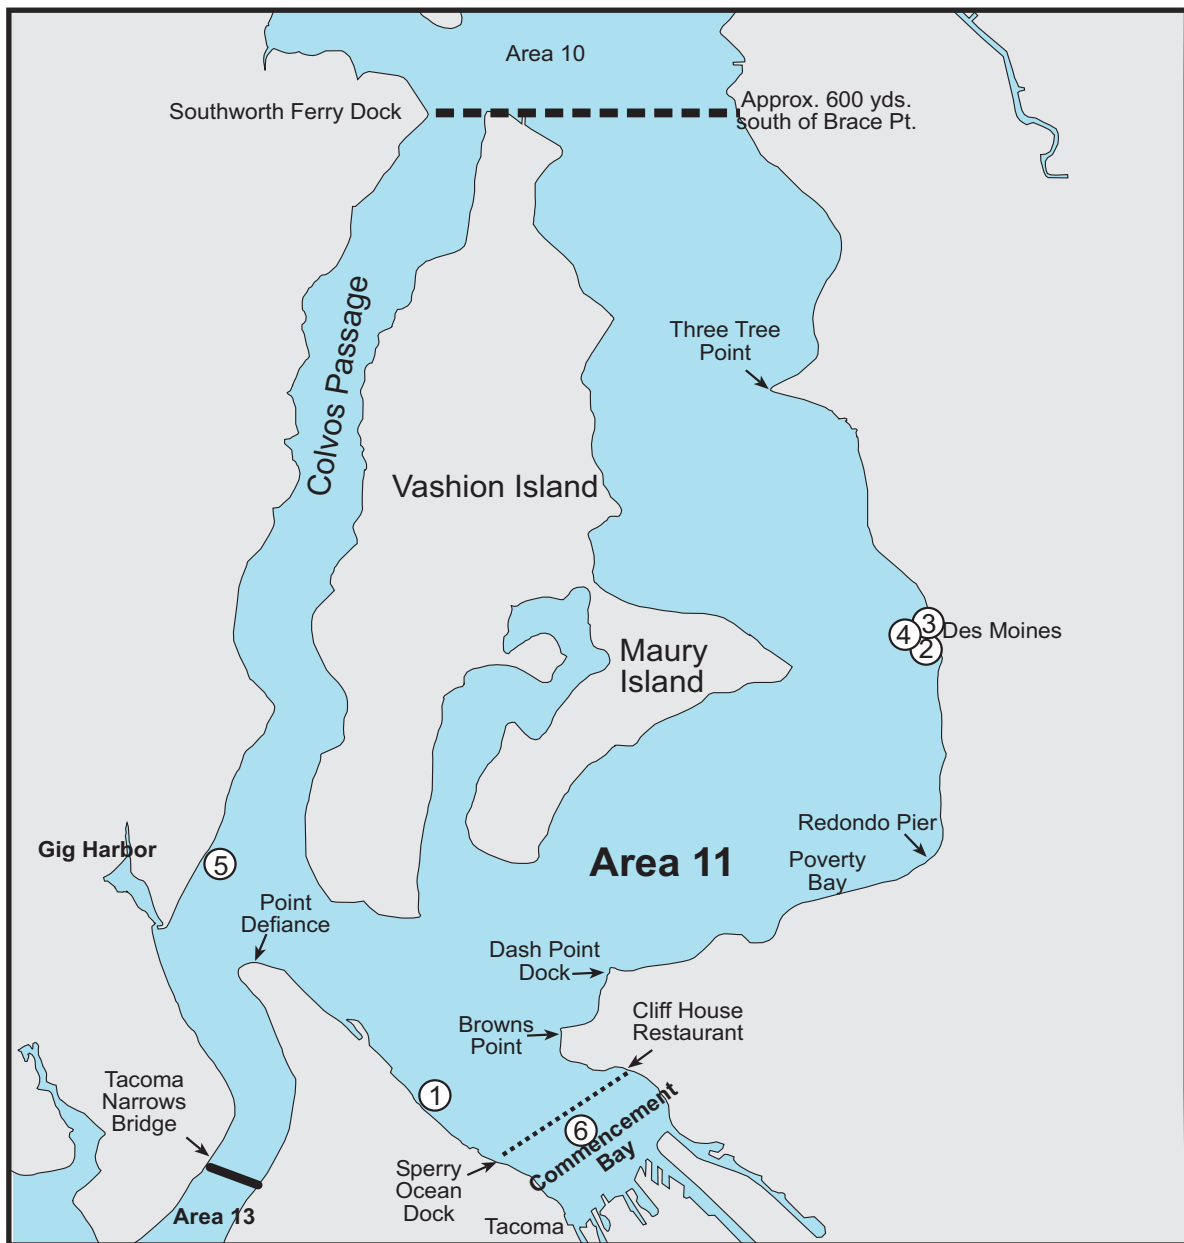 Area 10
Southworth Ferry Dock
Approx. 600 yds.
south of Brace Pt.
Colvos Passage
Three Tree
Point
Vashion Island
Maury
Island
3
4
2
Des Moines
Redondo Pier
Poverty
Bay
Gig Harbor
5
Area 11
Point
Defiance
Dash Point
Dock
Browns
Point
Cliff House
Restaurant
Tacoma
Narrows
Bridge
1
6
Commencement
Bay
Sperry
Ocean
Dock
Area 13
Tacoma